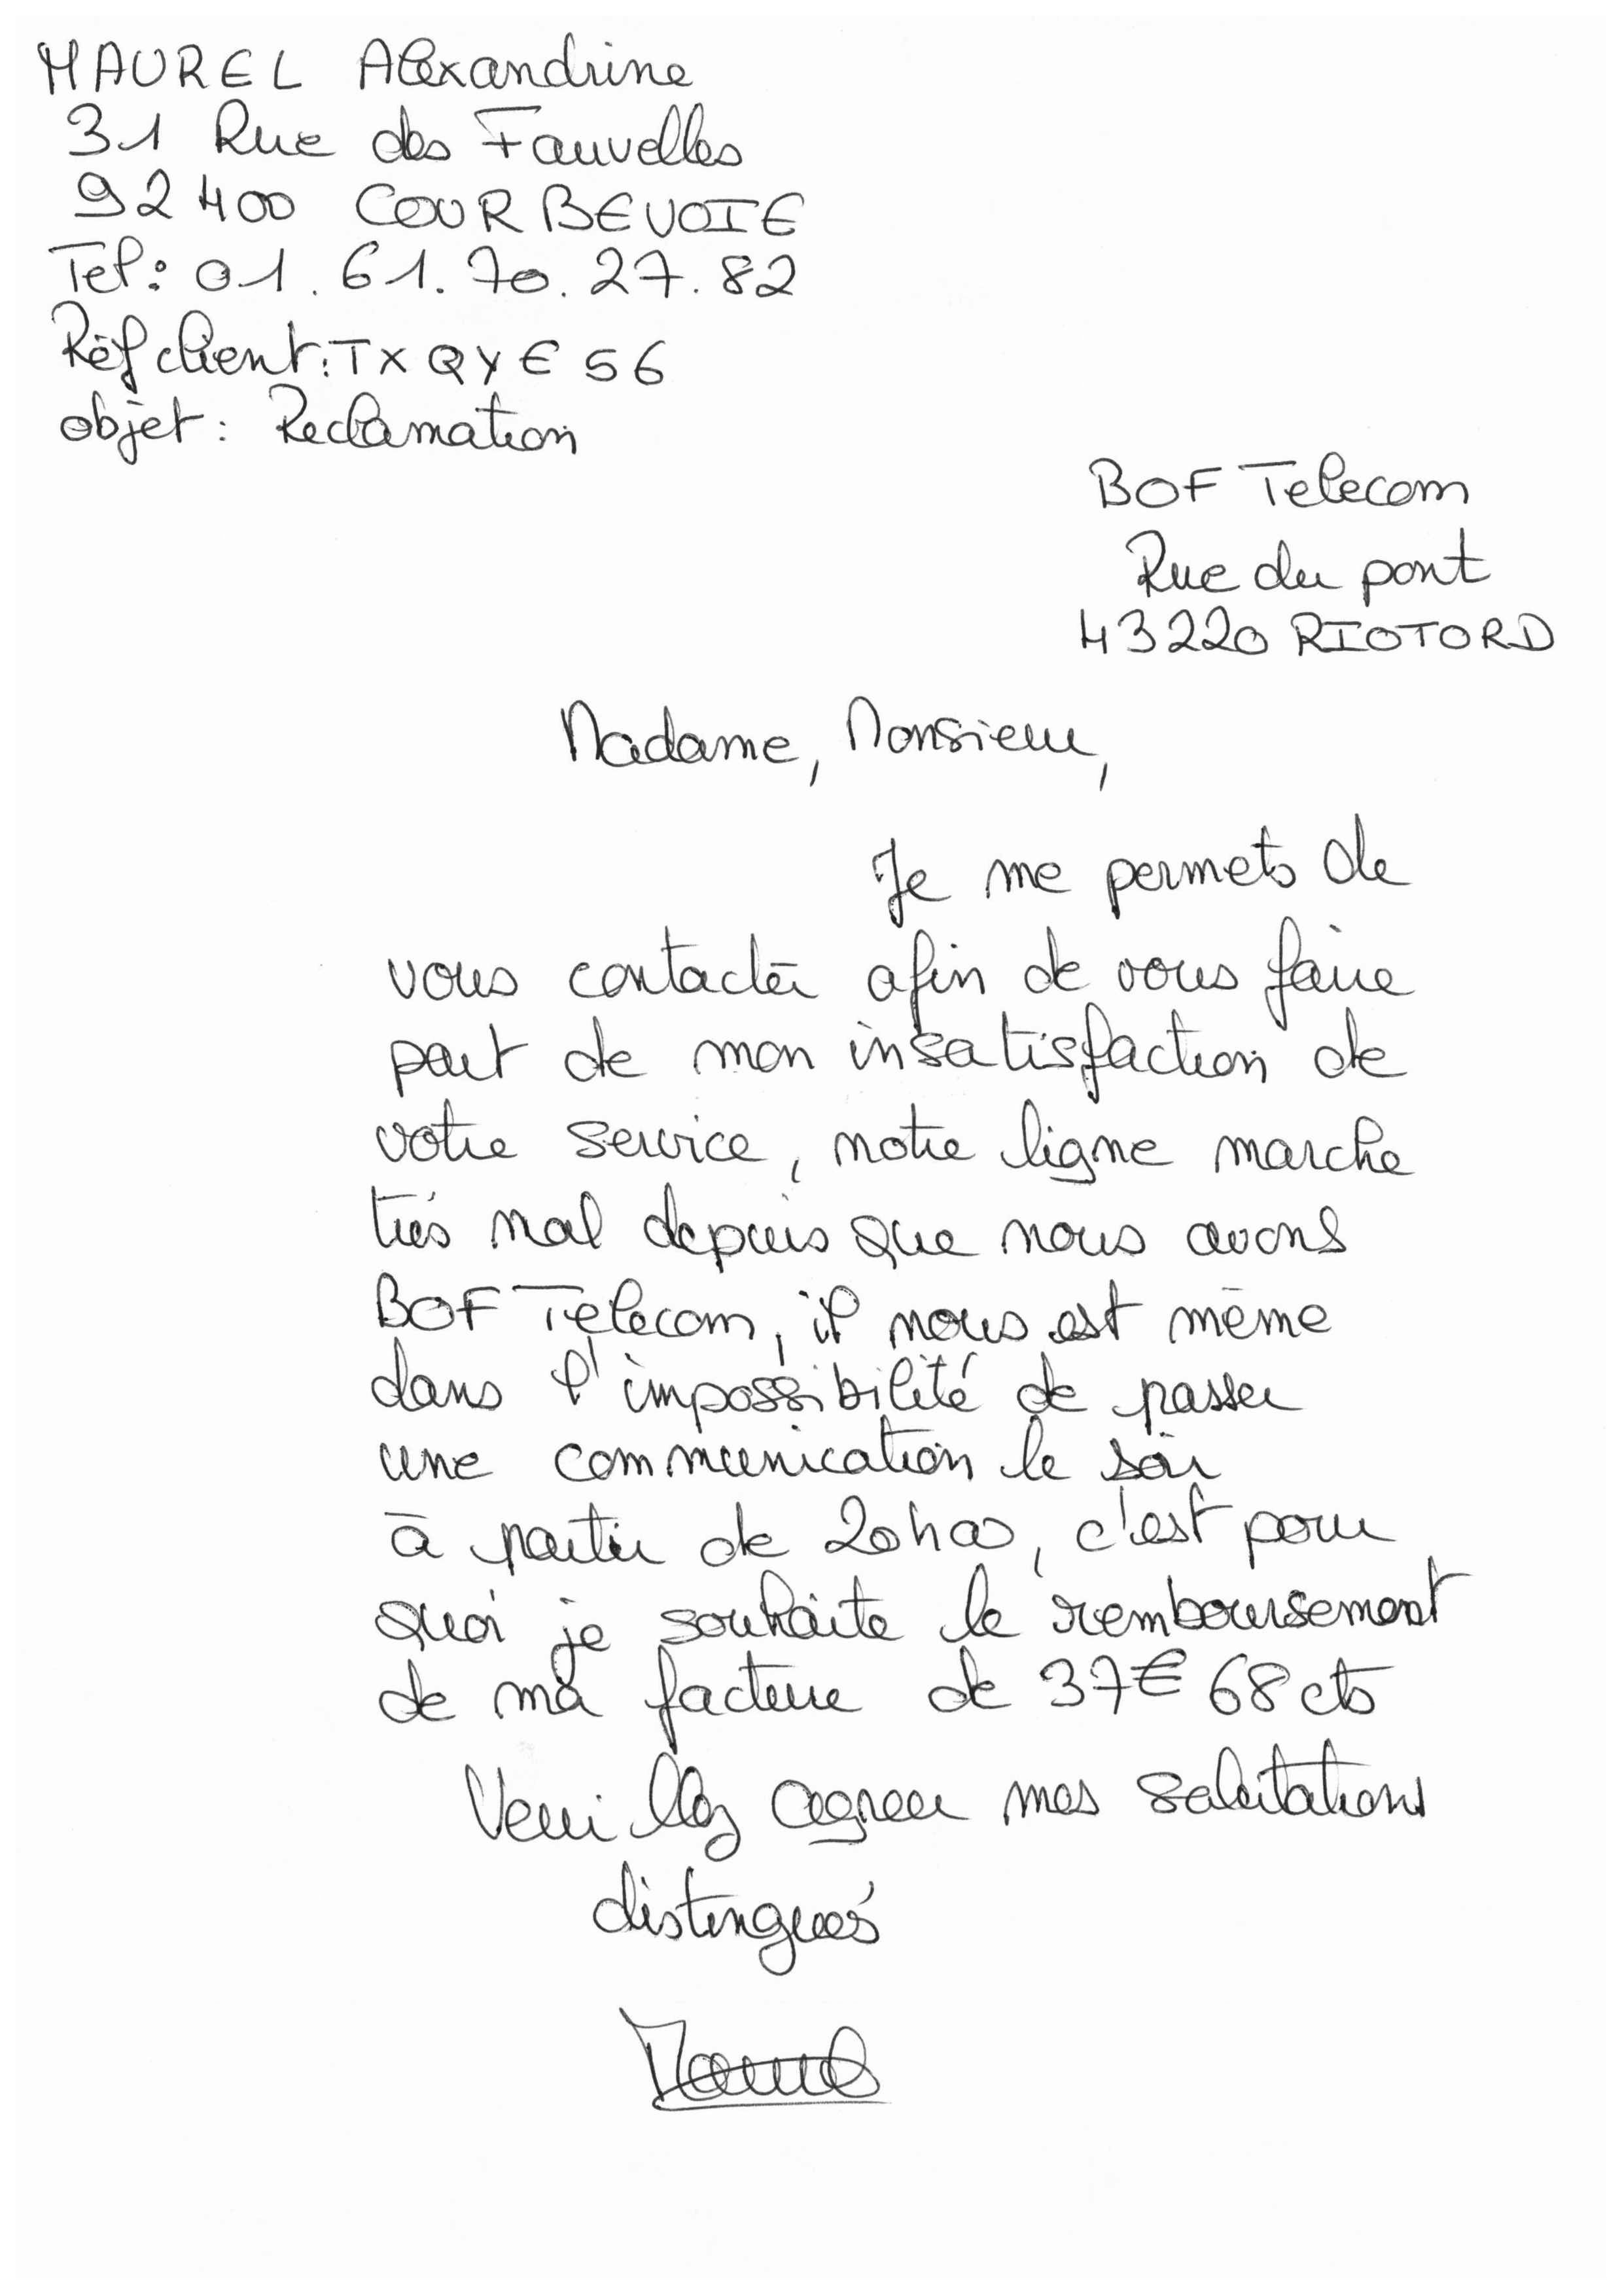 MAUREL Alexandrine
31 Rue des Fauvelles
92400 COURBEVOIE
Tel: 01.61.70.27.82
Réf client: TXQYE56
objet: Reclamation
BOF Telecom
Rue du pont
43220 RIOTORD
Madame, Monsieur,
Je me permets de
vous contacter afin de vous faire
part de mon insatisfaction de
votre service, notre ligne marche
très mal depuis que nous avons
BOF Telecom, il nous est même
dans l'impossibilité de passer
une communication le soir
à partir de 20h00, c'est pour
quoi je souhaite le remboursement
de ma facture de 37€ 68 cts
Veuillez agreer mes salutations
distingués
Maurel